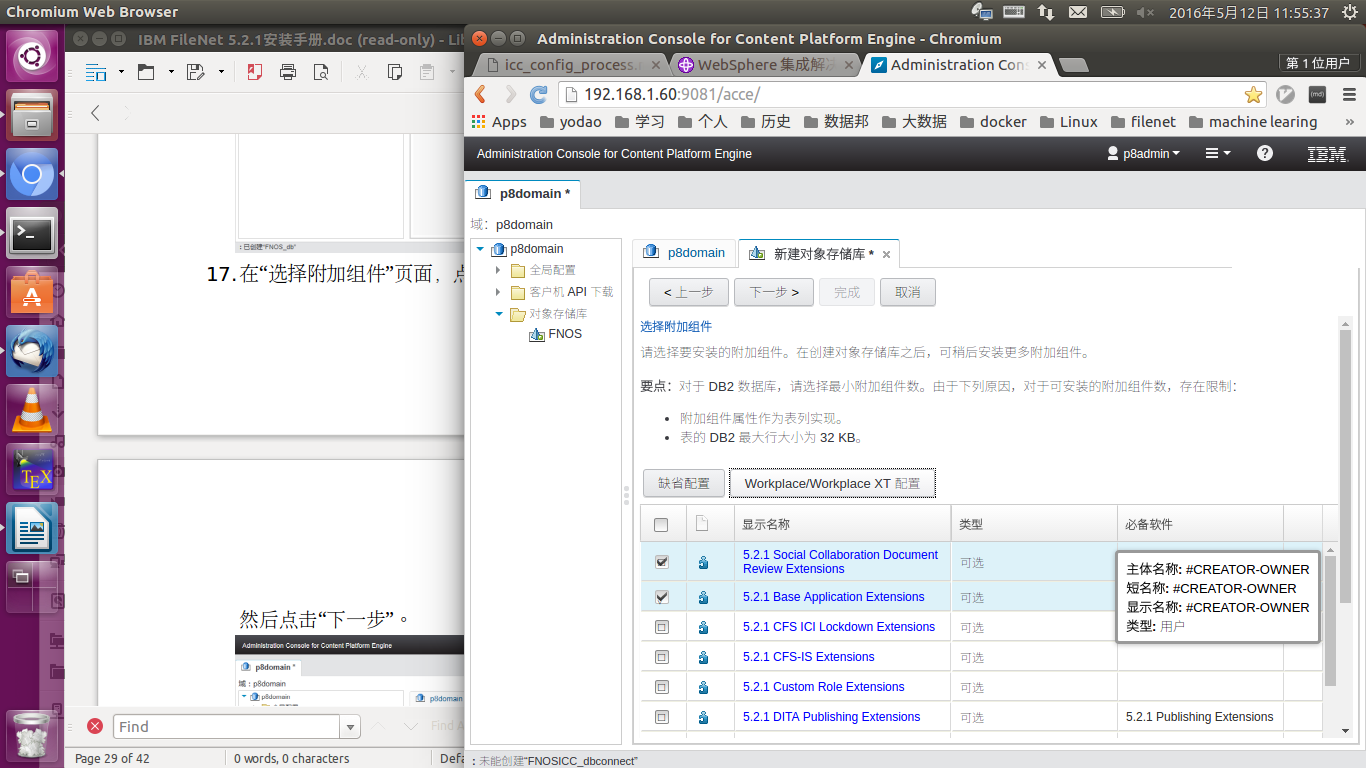 Chromium Web Browser
2016年5月12日 11:55:37
IBM FileNet 5.2.1安装手册.doc (read-only) - Lib
: 已创建"FNOS_db"
17. 在“选择附加组件”页面，点
然后点击“下一步”。
Administration Console for Content Platform Engine
p8domain *
域：p8domain
p8domain
p8domain
Find
Find A
Page 29 of 42
0 words, 0 characters
Defa
Administration Console for Content Platform Engine - Chromium
icc_config_process.
WebSphere 集成解决
Administration Cons
第 1 位用户
192.168.1.60:9081/acce/
Apps
yodao
学习
个人
历史
数据邦
大数据
docker
Linux
filenet
machine learing
»
Administration Console for Content Platform Engine
p8admin
IBM
p8domain *
域：p8domain
p8domain
全局配置
客户机 API 下载
对象存储库
FNOS
p8domain
新建对象存储库 *
< 上一步
下一步 >
完成
取消
选择附加组件
请选择要安装的附加组件。在创建对象存储库之后，可稍后安装更多附加组件。
要点：对于 DB2 数据库，请选择最小附加组件数。由于下列原因，对于可安装的附加组件数，存在限制：
• 附加组件属性作为表列实现。
• 表的 DB2 最大行大小为 32 KB。
缺省配置
Workplace/Workplace XT 配置
显示名称
类型
必备软件
5.2.1 Social Collaboration Document
Review Extensions
可选
5.2.1 Base Application Extensions
可选
5.2.1 CFS ICI Lockdown Extensions
可选
5.2.1 CFS-IS Extensions
可选
5.2.1 Custom Role Extensions
可选
5.2.1 DITA Publishing Extensions
可选
5.2.1 Publishing Extensions
主体名称: #CREATOR-OWNER
短名称: #CREATOR-OWNER
显示名称: #CREATOR-OWNER
类型: 用户
: 未能创建"FNOSICC_dbconnect"